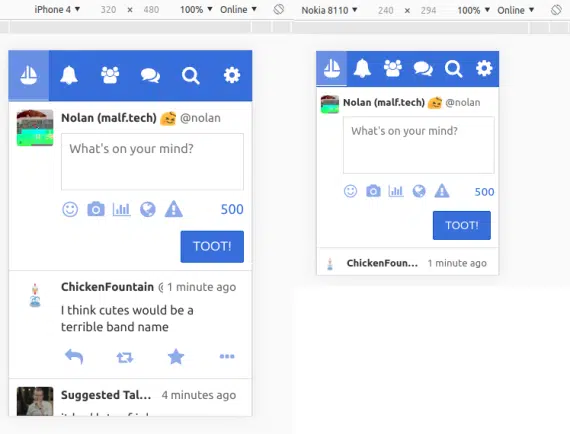 iPhone 4 ▼ 320 × 480 100% ▼ Online ▼
Nolan (malf.tech) @nolan
What's on your mind?
500
TOOT!
ChickenFountain @ 1 minute ago
I think cutes would be a
terrible band name
Suggested Tal... 4 minutes ago
Nokia 8110 ▼ 240 × 294 100% ▼ Online ▼
Nolan (malf.tech) @nolan
What's on your mind?
500
TOOT!
ChickenFoun... 1 minute ago